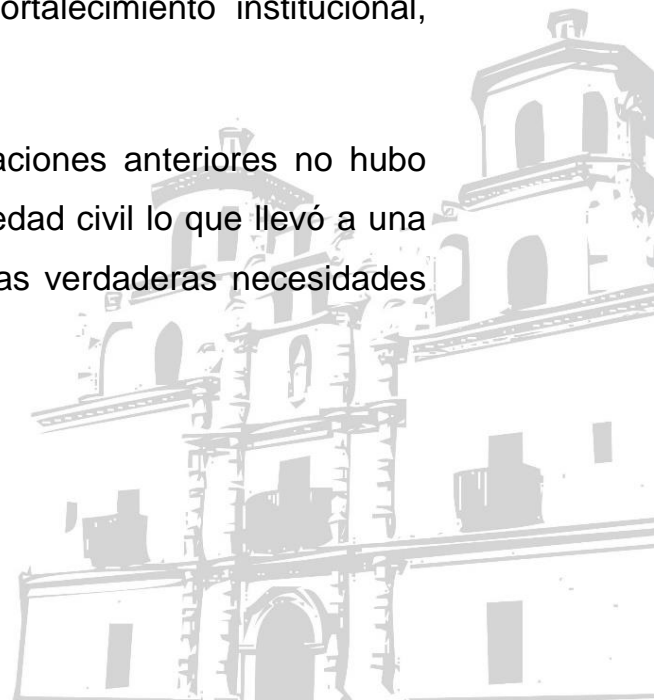 ortalecimiento institucional,
aciones anteriores no hubo
edad civil lo que llevó a una
as verdaderas necesidades